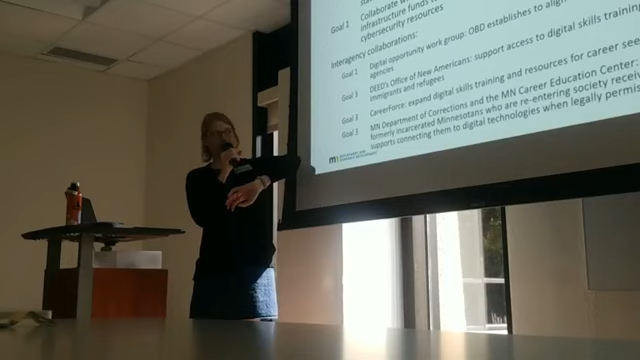 Goal 1 Collaborate
infrastructure funds
cybersecurity resources
Interagency collaborations:
Goal 1 Digital opportunity work group: OBD establishes to align
agencies
Goal 3 DEED's Office of New Americans: support access to digital skills training
immigrants and refugees
Goal 3 CareerForce: expand digital skills training and resources for career see
Goal 3 MN Department of Corrections and the MN Career Education Center:
formerly incarcerated Minnesotans who are re-entering society receiv
supports connecting them to digital technologies when legally permis